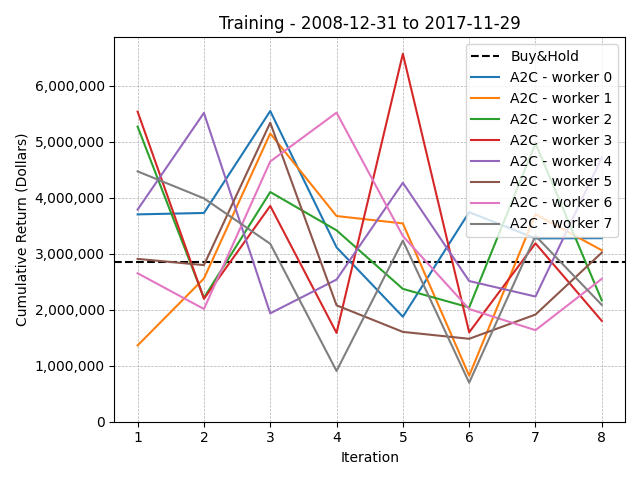 Training - 2008-12-31 to 2017-11-29
Cumulative Return (Dollars)
6,000,000
5,000,000
4,000,000
3,000,000
2,000,000
1,000,000
0
Buy&Hold
A2C - worker 0
A2C - worker 1
A2C - worker 2
A2C - worker 3
A2C - worker 4
A2C - worker 5
A2C - worker 6
A2C - worker 7
1 2 3 4 5 6 7 8
Iteration